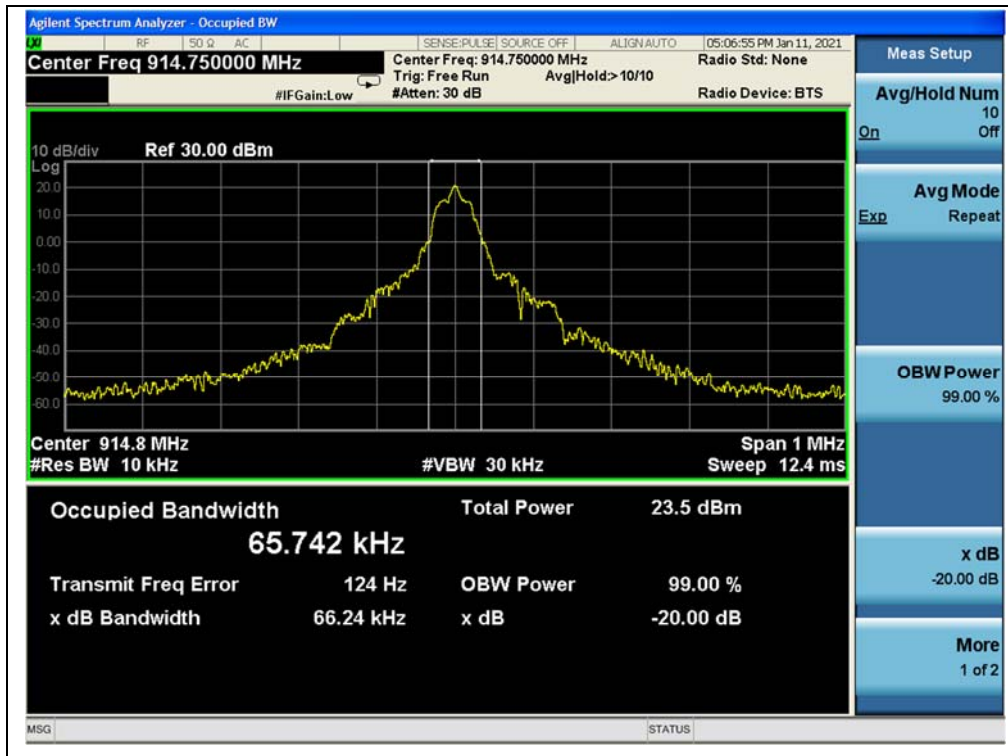 Agilent Spectrum Analyzer - Occupied BW
LXI RF 50 Ω AC SENSE:PULSE SOURCE OFF ALIGN AUTO 05:06:55 PM Jan 11, 2021
Center Freq 914.750000 MHz
Center Freq: 914.750000 MHz
Radio Std: None
Trig: Free Run Avg|Hold:> 10/10
#IFGain:Low
#Atten: 30 dB
Radio Device: BTS
10 dB/div Ref 30.00 dBm
Log
20.0
10.0
0.00
-10.0
-20.0
-30.0
-40.0
-50.0
-60.0
Center 914.8 MHz
Span 1 MHz
#Res BW 10 kHz
#VBW 30 kHz
Sweep 12.4 ms
Occupied Bandwidth
65.742 kHz
Total Power 23.5 dBm
Transmit Freq Error 124 Hz
OBW Power 99.00 %
x dB Bandwidth 66.24 kHz
x dB -20.00 dB
Meas Setup
Avg/Hold Num
10
On Off
Avg Mode
Exp Repeat
OBW Power
99.00 %
x dB
-20.00 dB
More
1 of 2
MSG
STATUS